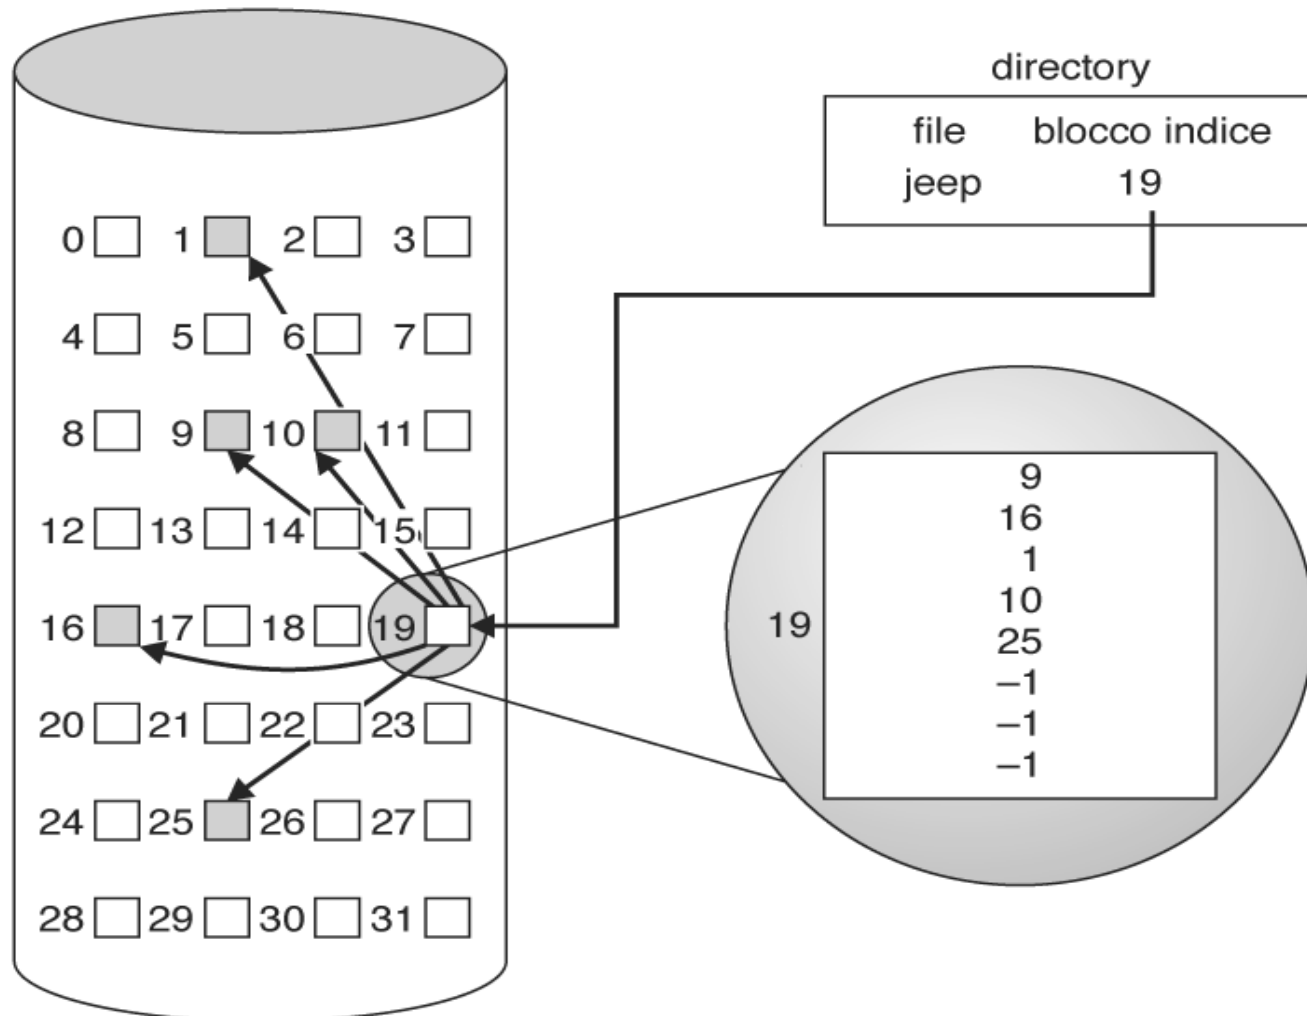 directory
file blocco indice
jeep 19
0 1 2 3
4 5 6 7
8 9 10 11
12 13 14 15
16 17 18 19
20 21 22 23
24 25 26 27
28 29 30 31
19
9
16
1
10
25
–1
–1
–1